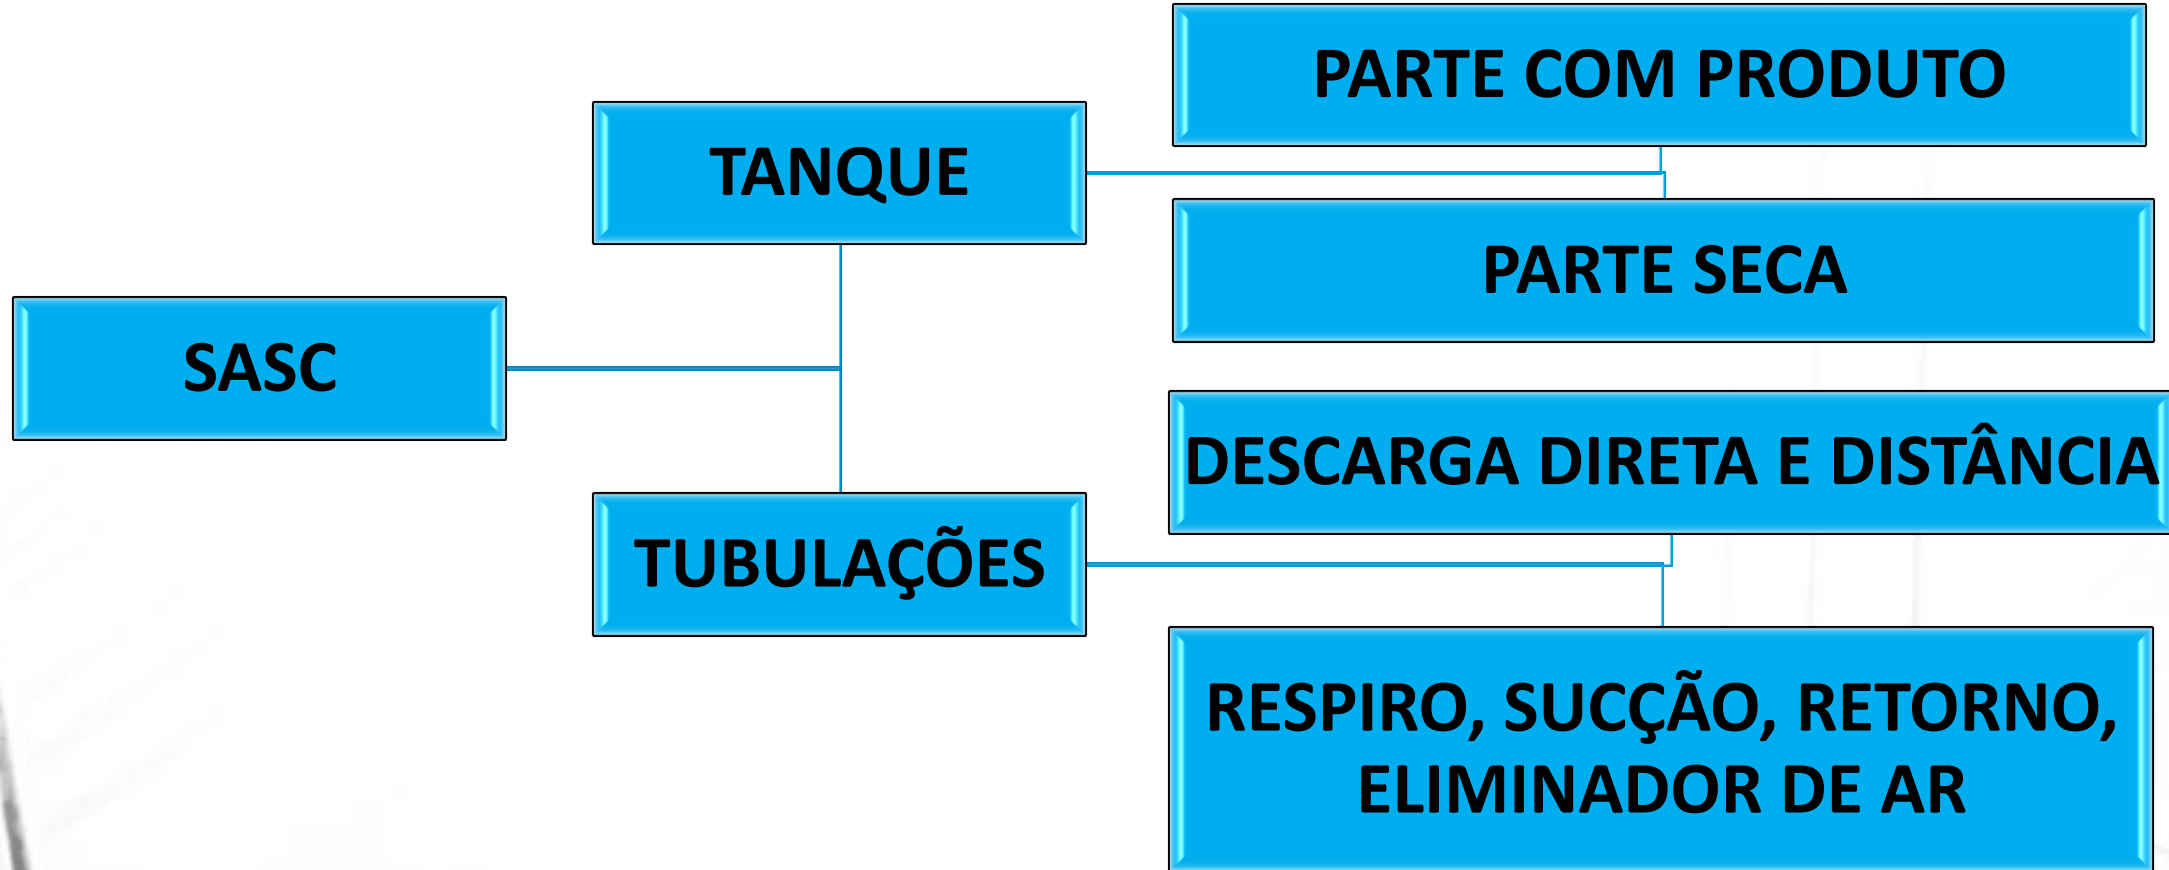 PARTE COM PRODUTO
TANQUE
PARTE SECA
SASC
DESCARGA DIRETA E DISTÂNCIA
TUBULAÇÕES
RESPIRO, SUCÇÃO, RETORNO,
ELIMINADOR DE AR